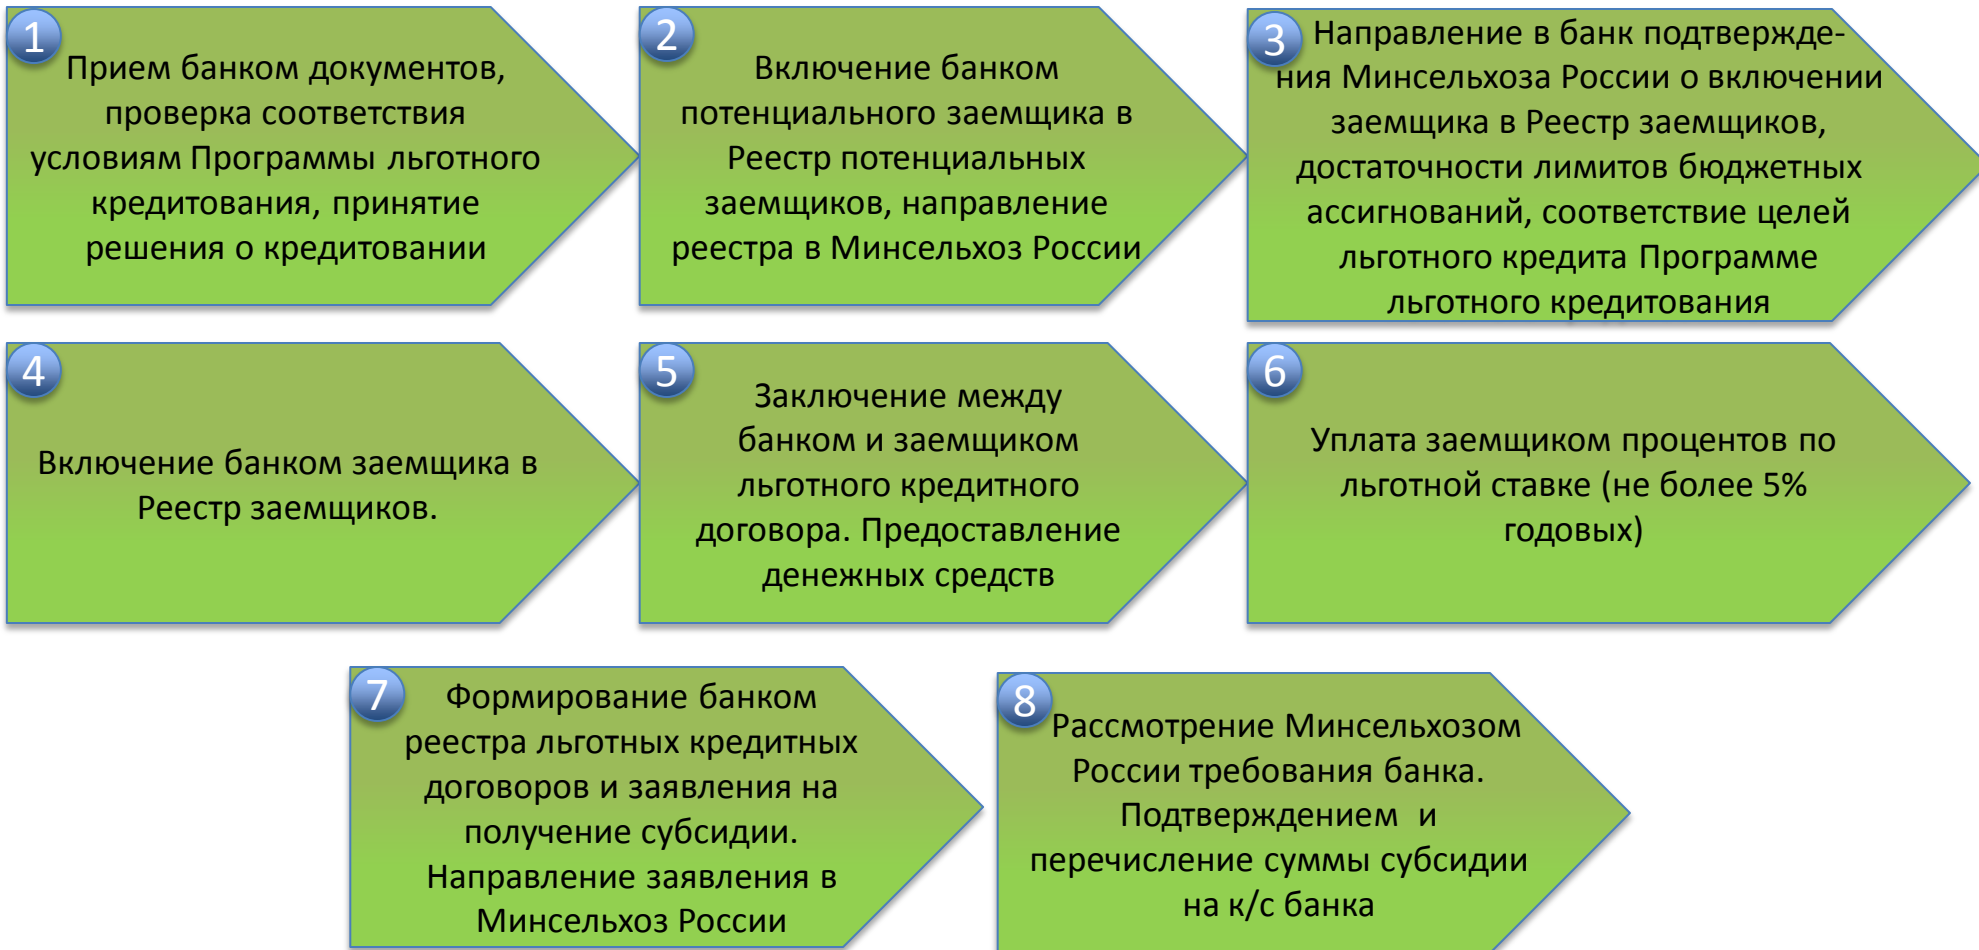 1
Прием банком документов,
проверка соответствия
условиям Программы льготного
кредитования, принятие
решения о кредитовании
2
Включение банком
потенциального заемщика в
Реестр потенциальных
заемщиков, направление
реестра в Минсельхоз России
3
Направление в банк подтвержде-
ния Минсельхоза России о включении
заемщика в Реестр заемщиков,
достаточности лимитов бюджетных
ассигнований, соответствие целей
льготного кредита Программе
льготного кредитования
4
Включение банком заемщика в
Реестр заемщиков.
5
Заключение между
банком и заемщиком
льготного кредитного
договора. Предоставление
денежных средств
6
Уплата заемщиком процентов по
льготной ставке (не более 5%
годовых)
7
Формирование банком
реестра льготных кредитных
договоров и заявления на
получение субсидии.
Направление заявления в
Минсельхоз России
8
Рассмотрение Минсельхозом
России требования банка.
Подтверждением и
перечисление суммы субсидии
на к/с банка